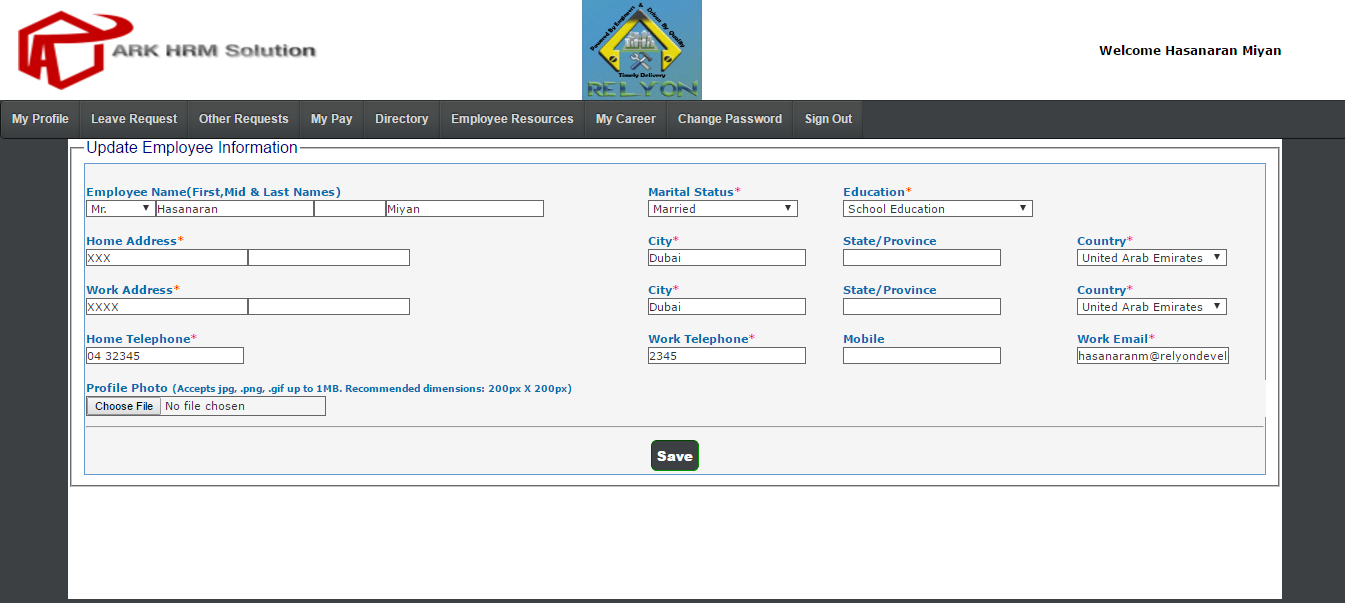 ARK HRM Solution
Powered By Engineers & Driven By Quality
Timely Delivery
RELYON
Welcome Hasanaran Miyan
My Profile Leave Request Other Requests My Pay Directory Employee Resources My Career Change Password Sign Out
Update Employee Information
Employee Name(First,Mid & Last Names) Marital Status* Education*
Mr. Hasanaran Miyan Married School Education
Home Address* City* State/Province Country*
XXX Dubai United Arab Emirates
Work Address* City* State/Province Country*
XXXX Dubai United Arab Emirates
Home Telephone* Work Telephone* Mobile Work Email*
04 32345 2345 hasanaranm@relyondevel
Profile Photo (Accepts jpg, .png, .gif up to 1MB. Recommended dimensions: 200px X 200px)
Choose File No file chosen
Save